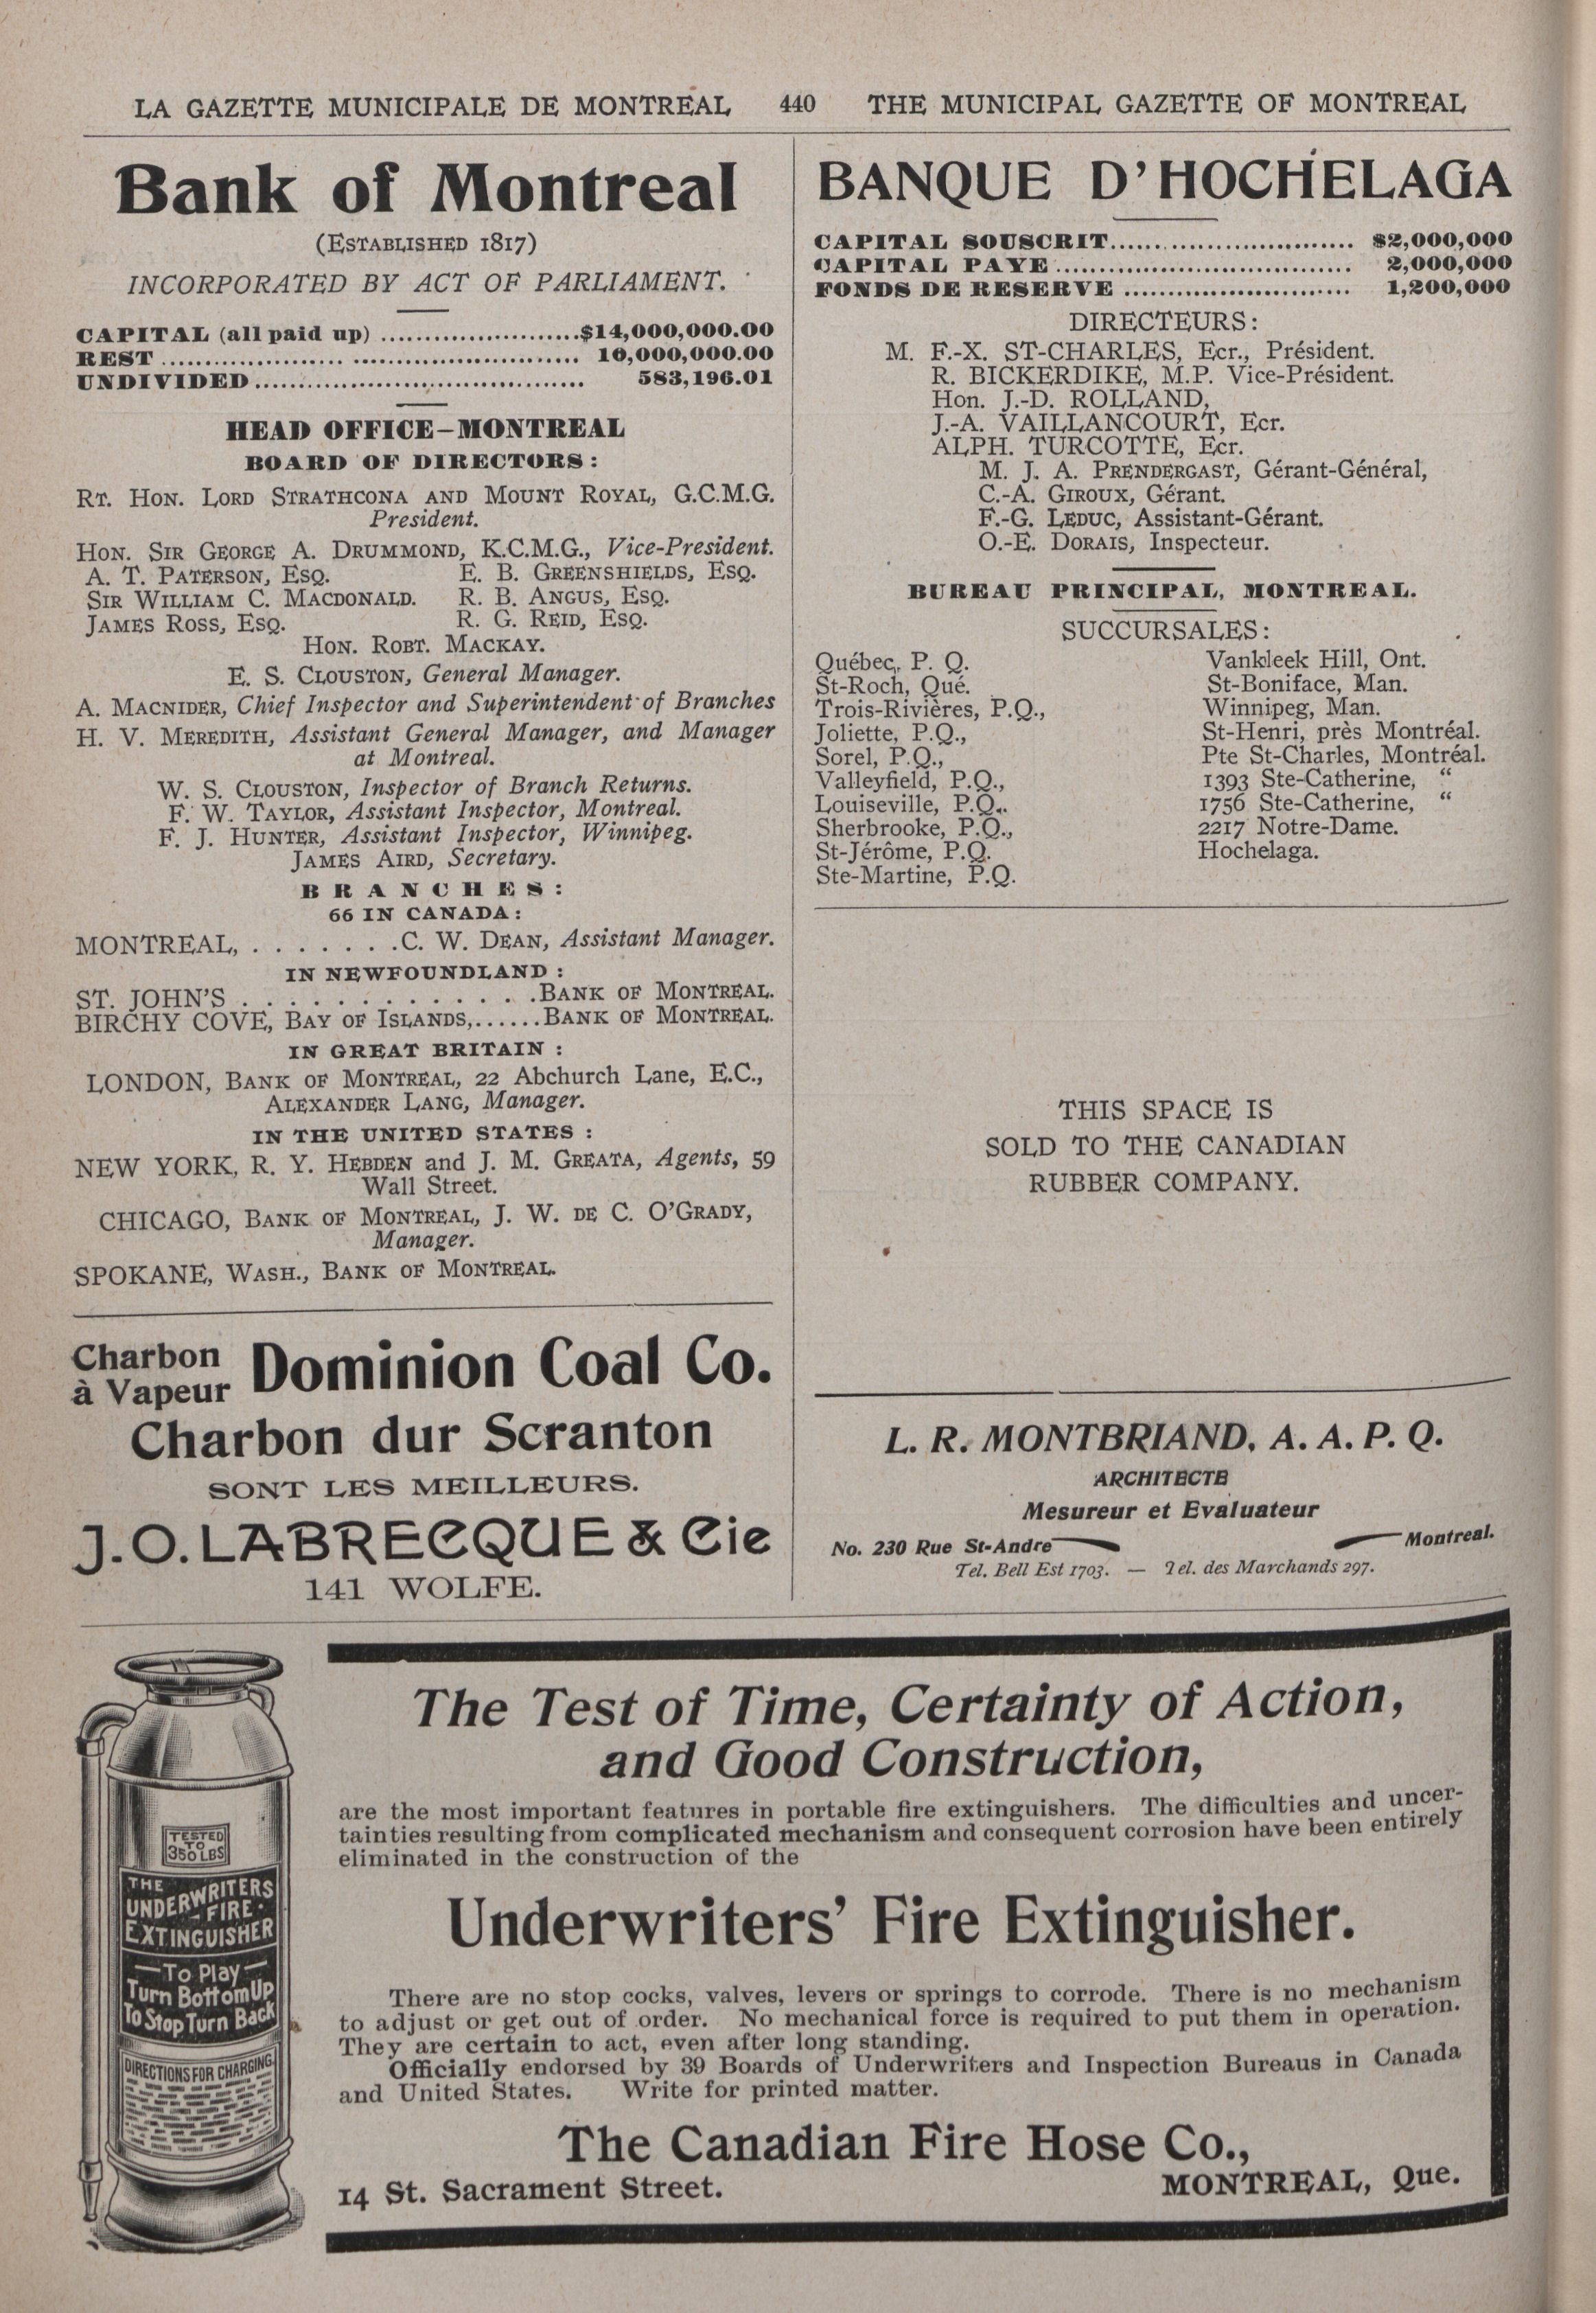 LA GAZETTE MUNICIPALE DE MONTREAL 440 THE MUNICIPAL GAZETTE OF MONTREAL
Bank of Montreal
(ESTABLISHED 1817)
INCORPORATED BY ACT OF PARLIAMENT.
CAPITAL (all paid up) .......................$14,000,000.00
REST .......................................... 10,000,000.00
UNDIVIDED...................................... 583,196.01
HEAD OFFICE–MONTREAL
BOARD OF DIRECTORS:
RT. HON. LORD STRATHCONA AND MOUNT ROYAL, G.C.M.G.
President.
HON. SIR GEORGE A. DRUMMOND, K.C.M.G., Vice-President.
A. T. PATERSON, ESQ. E. B. GREENSHIELDS, ESQ.
SIR WILLIAM C. MACDONALD. R. B. ANGUS, ESQ.
JAMES ROSS, ESQ. R. G. REID, ESQ.
HON. ROBT. MACKAY.
E. S. CLOUSTON, General Manager.
A. MACNIDER, Chief Inspector and Superintendent of Branches
H. V. MEREDITH, Assistant General Manager, and Manager
at Montreal.
W. S. CLOUSTON, Inspector of Branch Returns.
F. W. TAYLOR, Assistant Inspector, Montreal.
F. J. HUNTER, Assistant Inspector, Winnipeg.
JAMES AIRD, Secretary.
BRANCHES:
66 IN CANADA:
MONTREAL, . . . . . . .C. W. DEAN, Assistant Manager.
IN NEWFOUNDLAND :
ST. JOHN'S . . . . . . . . . . . . .BANK OF MONTREAL.
BIRCHY COVE, BAY OF ISLANDS,......BANK OF MONTREAL.
IN GREAT BRITAIN :
LONDON, BANK OF MONTREAL, 22 Abchurch Lane, E.C.,
ALEXANDER LANG, Manager.
IN THE UNITED STATES :
NEW YORK, R. Y. HEBDEN and J. M. GREATA, Agents, 59
Wall Street.
CHICAGO, BANK OF MONTREAL, J. W. DE C. O'GRADY,
Manager.
SPOKANE, WASH., BANK OF MONTREAL.
Charbon
à Vapeur Dominion Coal Co.
Charbon dur Scranton
SONT LES MEILLEURS.
J.O. LABRECQUE & Cie
141 WOLFE.
BANQUE D'HOCHELAGA
CAPITAL SOUSCRIT............................. $2,000,000
CAPITAL PAYE .................................. 2,000,000
FONDS DE RESERVE .......................... 1,200,000
DIRECTEURS:
M. F.-X. ST-CHARLES, Ecr., Président.
R. BICKERDIKE, M.P. Vice-Président.
Hon. J.-D. ROLLAND,
J.-A. VAILLANCOURT, Ecr.
ALPH. TURCOTTE, Ecr.
M. J. A. PRENDERGAST, Gérant-Général,
C.-A. GIROUX, Gérant.
F.-G. LEDUC, Assistant-Gérant.
O.-E. DORAIS, Inspecteur.
BUREAU PRINCIPAL, MONTREAL.
SUCCURSALES:
Québec, P. Q. Vankleek Hill, Ont.
St-Roch, Qué. St-Boniface, Man.
Trois-Rivières, P.Q., Winnipeg, Man.
Joliette, P.Q., St-Henri, près Montréal.
Sorel, P.Q., Pte St-Charles, Montréal.
Valleyfield, P.Q., 1393 Ste-Catherine, “
Louiseville, P.Q., 1756 Ste-Catherine, “
Sherbrooke, P.Q., 2217 Notre-Dame.
St-Jérôme, P.Q. Hochelaga.
Ste-Martine, P.Q.
THIS SPACE IS
SOLD TO THE CANADIAN
RUBBER COMPANY.
L. R. MONTBRIAND, A. A. P. Q.
ARCHITECTE
Mesureur et Evaluateur
No. 230 Rue St-Andre Montreal.
Tel. Bell Est 1703. — Tel. des Marchands 297.
TESTED
TO
350 LBS
THE
UNDERWRITERS
FIRE
EXTINGUISHER
To Play
Turn Bottom Up
To Stop Turn Back
DIRECTIONS FOR CHARGING
The Test of Time, Certainty of Action,
and Good Construction,
are the most important features in portable fire extinguishers. The difficulties and uncer-
tainties resulting from complicated mechanism and consequent corrosion have been entirely
eliminated in the construction of the
Underwriters' Fire Extinguisher.
There are no stop cocks, valves, levers or springs to corrode. There is no mechanism
to adjust or get out of order. No mechanical force is required to put them in operation.
They are certain to act, even after long standing.
Officially endorsed by 39 Boards of Underwriters and Inspection Bureaus in Canada
and United States. Write for printed matter.
The Canadian Fire Hose Co.,
14 St. Sacrament Street. MONTREAL, Que.